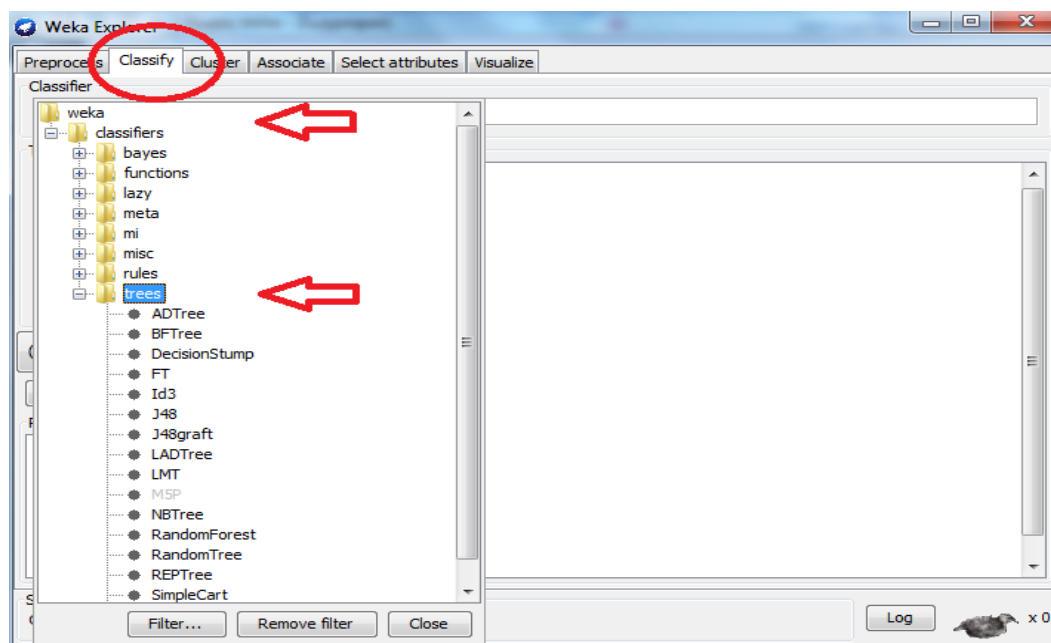 Weka Explorer
Preprocess Classify Cluster Associate Select attributes Visualize
Classifier
weka
classifiers
bayes
functions
lazy
meta
mi
misc
rules
trees
ADTree
BFTree
DecisionStump
FT
Id3
J48
J48graft
LADTree
LMT
M5P
NBTree
RandomForest
RandomTree
REPTree
SimpleCart
Filter... Remove filter Close
Log x 0